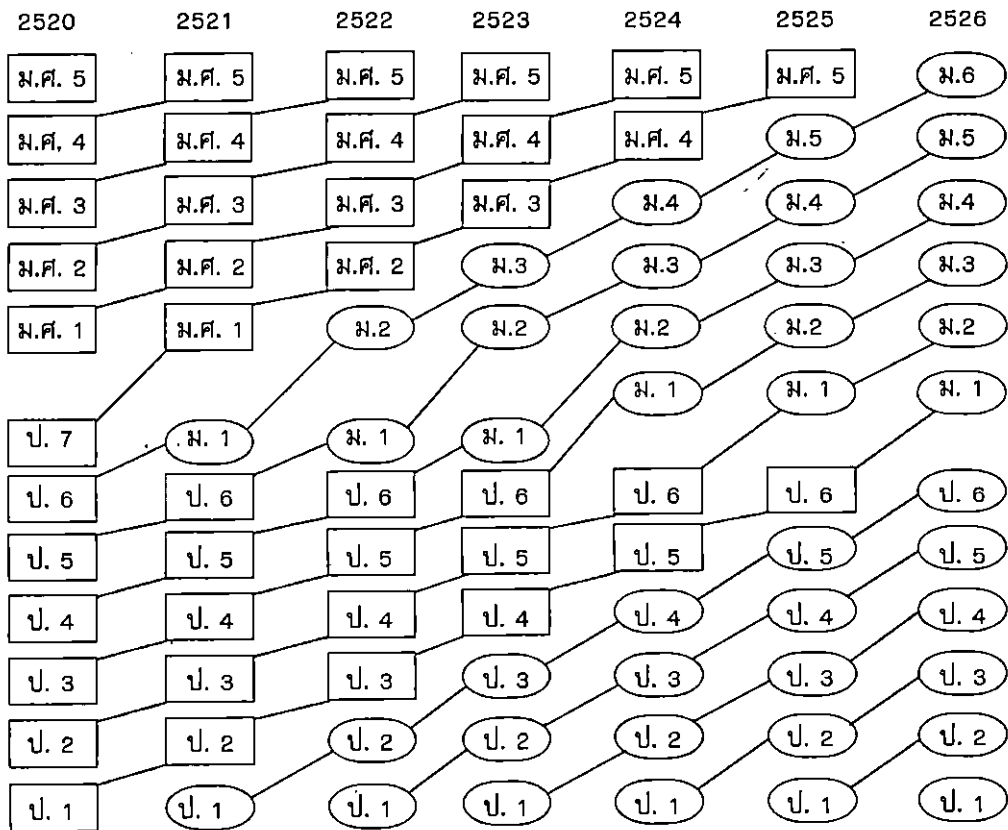 2520 2521 2522 2523 2524 2525 2526
ม.ศ. 5 ม.ศ. 5 ม.ศ. 5 ม.ศ. 5 ม.ศ. 5 ม.ศ. 5 ม.6
ม.ศ. 4 ม.ศ. 4 ม.ศ. 4 ม.ศ. 4 ม.ศ. 4 ม.5 ม.5
ม.ศ. 3 ม.ศ. 3 ม.ศ. 3 ม.ศ. 3 ม.4 ม.4 ม.4
ม.ศ. 2 ม.ศ. 2 ม.ศ. 2 ม.3 ม.3 ม.3 ม.3
ม.ศ. 1 ม.ศ. 1 ม.2 ม.2 ม.2 ม.2 ม.2
ม. 1 ม. 1 ม. 1
ป. 7 ม. 1 ม. 1 ม. 1
ป. 6 ป. 6 ป. 6 ป. 6 ป. 6 ป. 6 ป. 6
ป. 5 ป. 5 ป. 5 ป. 5 ป. 5 ป. 5 ป. 5
ป. 4 ป. 4 ป. 4 ป. 4 ป. 4 ป. 4 ป. 4
ป. 3 ป. 3 ป. 3 ป. 3 ป. 3 ป. 3 ป. 3
ป. 2 ป. 2 ป. 2 ป. 2 ป. 2 ป. 2 ป. 2
ป. 1 ป. 1 ป. 1 ป. 1 ป. 1 ป. 1 ป. 1